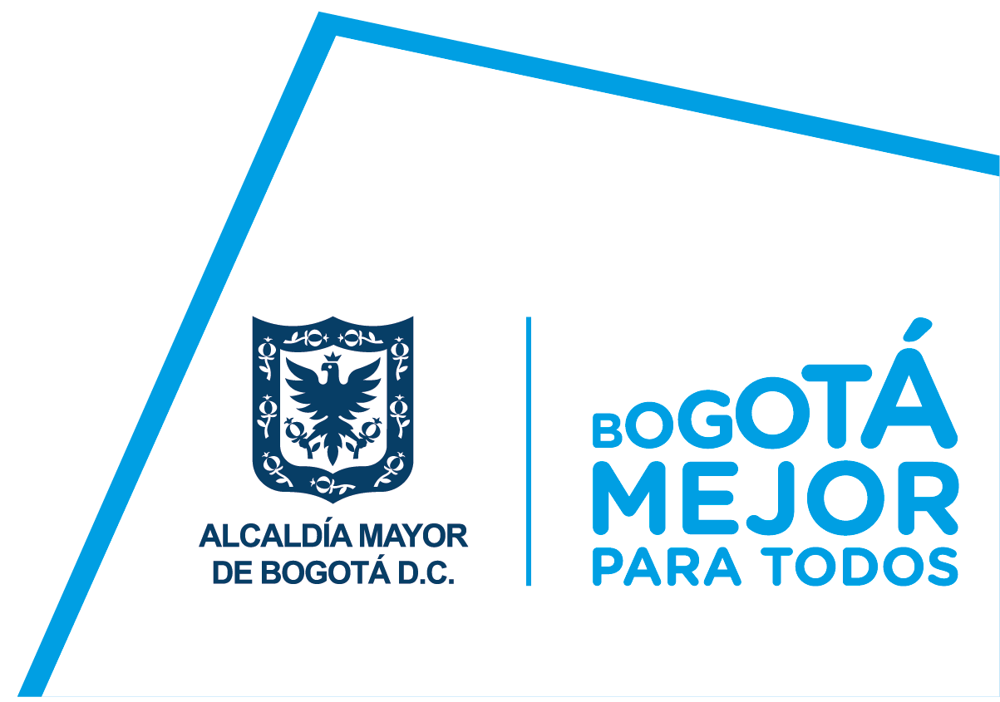 ALCALDÍA MAYOR
DE BOGOTÁ D.C.
BOGOTÁ
MEJOR
PARA TODOS